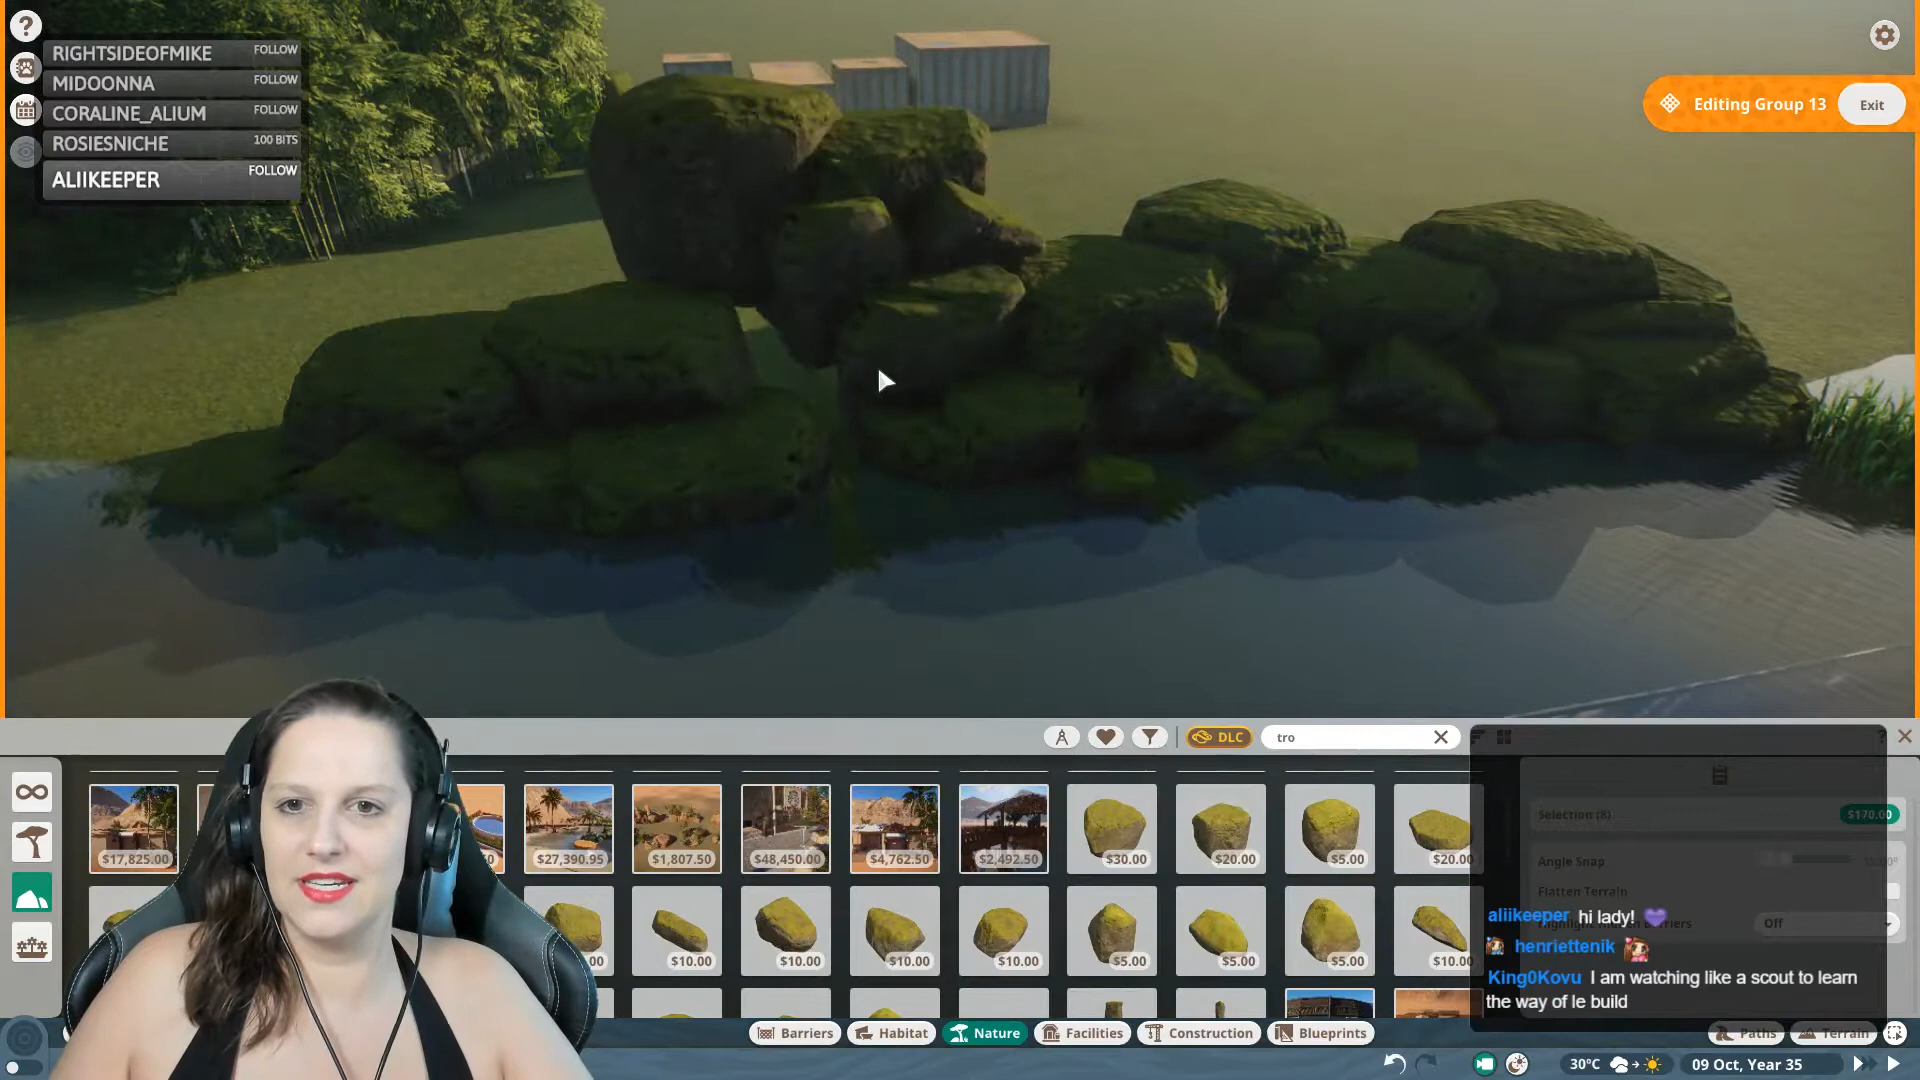 ?
RIGHTSIDEOFMIKE FOLLOW
MIDOONNA FOLLOW
CORALINE_ALIUM FOLLOW
ROSIESNICHE 100 BITS
ALIIKEEPER FOLLOW
Editing Group 13 Exit
DLC tro
$17,825.00 $27,390.95 $1,807.50 $48,450.00 $4,762.50 $2,492.50 $30.00 $20.00 $5.00 $20.00
$10.00 $10.00 $10.00 $10.00 $5.00 $5.00 $5.00 $10.00
Selection (8) $170.00
Angle Snap
Flatten Terrain
Off
aliikeeper hi lady!
henriettenik
King0Kovu I am watching like a scout to learn
the way of le build
Barriers Habitat Nature Facilities Construction Blueprints Paths Terrain
30°C 09 Oct, Year 35